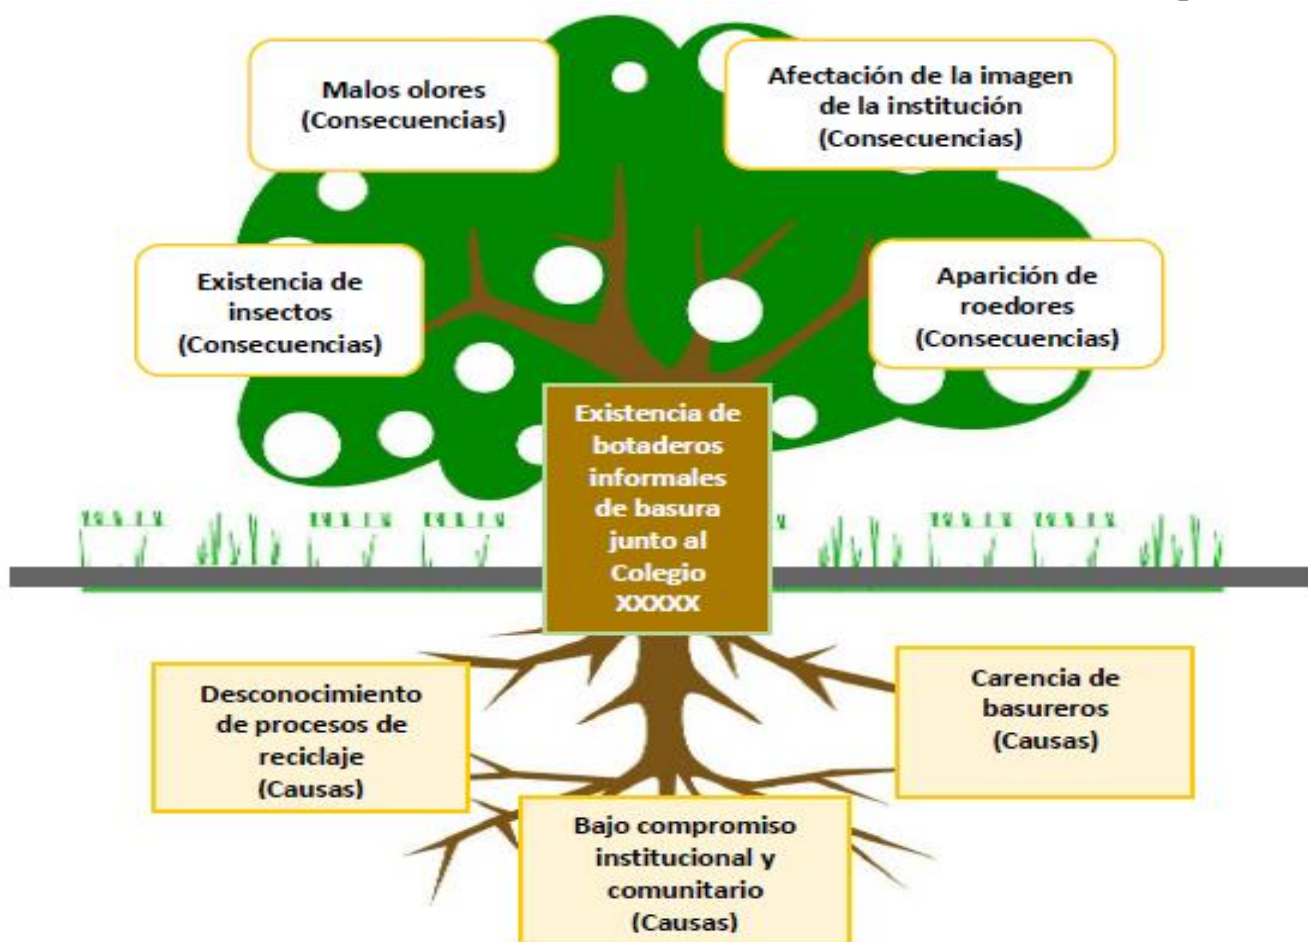 Malos olores
(Consecuencias)
Afectación de la imagen
de la institución
(Consecuencias)
Existencia de
insectos
(Consecuencias)
Aparición de
roedores
(Consecuencias)
Existencia de
botaderos
informales
de basura
junto al
Colegio
XXXXX
Desconocimiento
de procesos de
reciclaje
(Causas)
Carencia de
basureros
(Causas)
Bajo compromiso
institucional y
comunitario
(Causas)